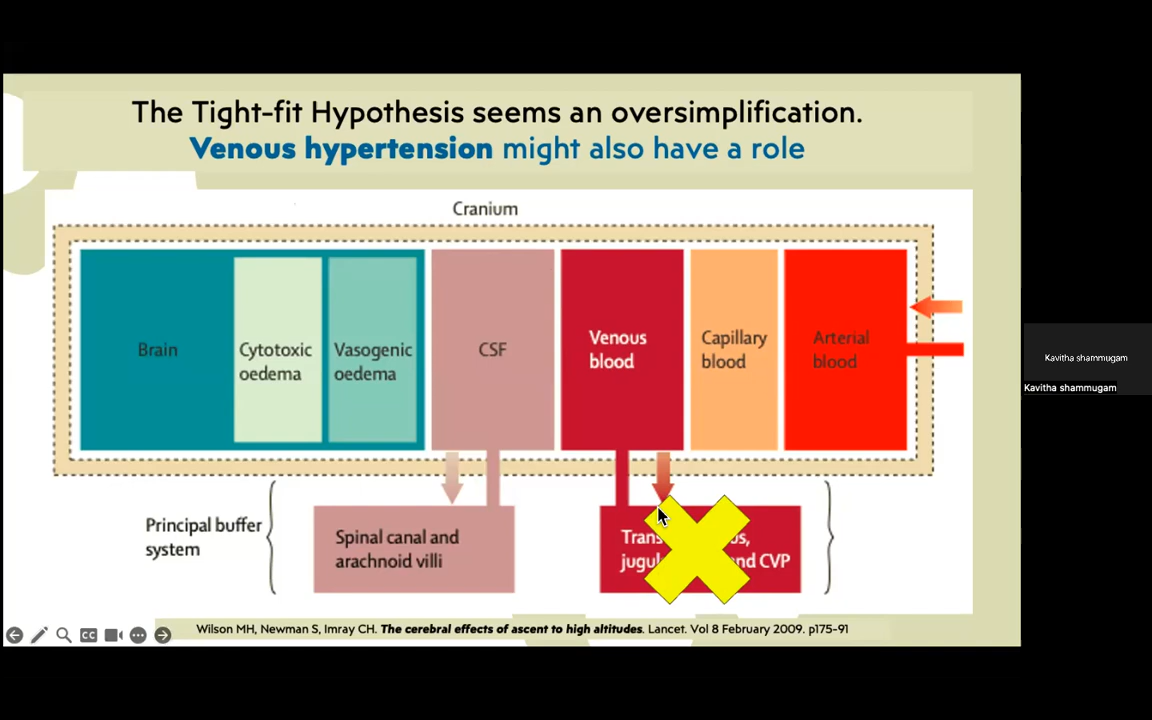 The Tight-fit Hypothesis seems an oversimplification.
Venous hypertension might also have a role
Cranium
Brain
Cytotoxic
oedema
Vasogenic
oedema
CSF
Venous
blood
Capillary
blood
Arterial
blood
Principal buffer
system
Spinal canal and
arachnoid villi
CVP
Kavitha shammugam
Kavitha shammugam
CC
Wilson MH, Newman S, Imray CH. The cerebral effects of ascent to high altitudes. Lancet. Vol 8 February 2009. p175-91